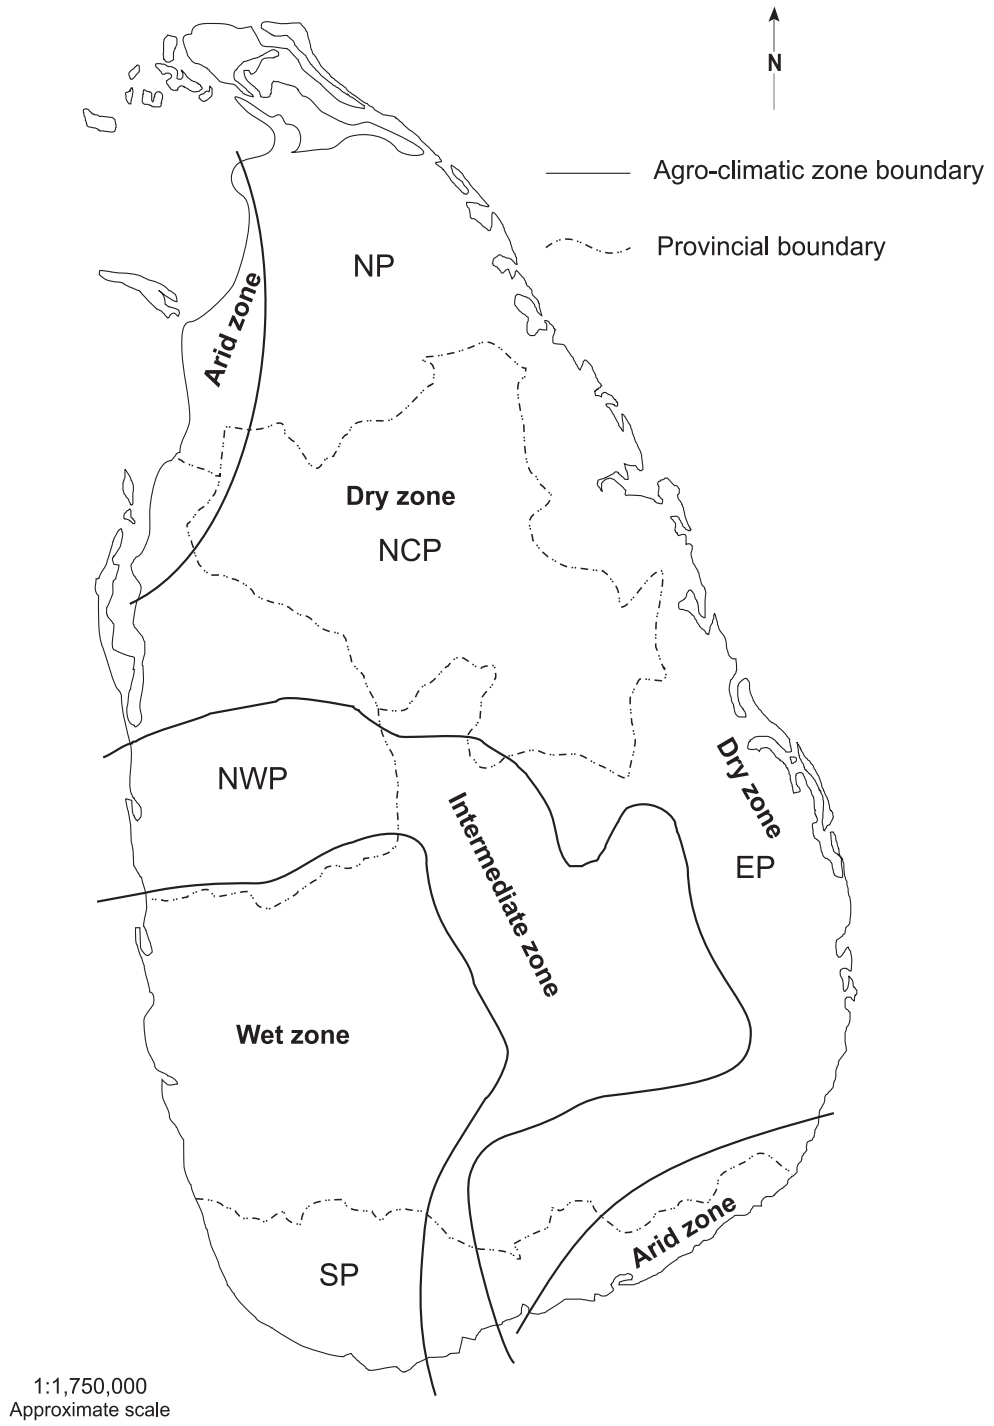 N
Agro-climatic zone boundary
Provincial boundary
NP
Arid zone
Dry zone
NCP
NWP
Dry zone
Intermediate zone
EP
Wet zone
Arid zone
SP
1:1,750,000
Approximate scale